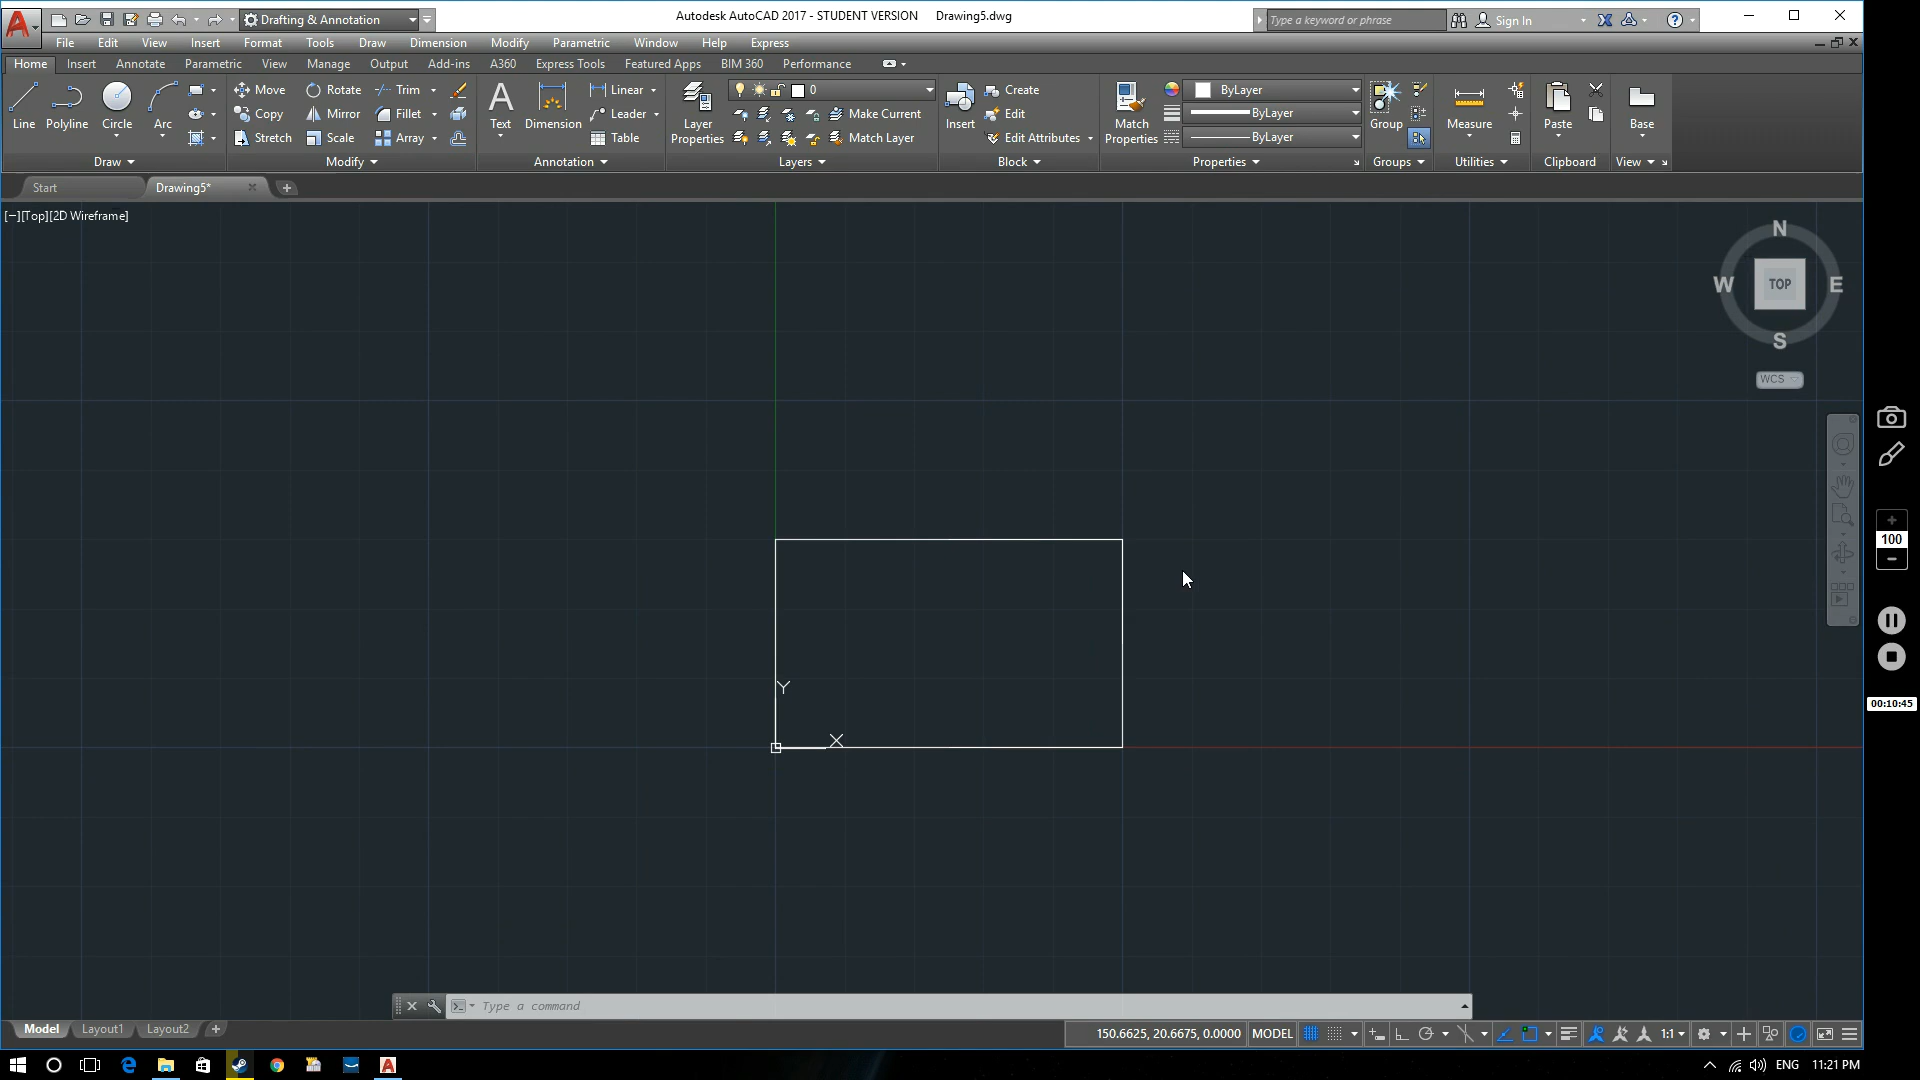 Drafting & Annotation
Autodesk AutoCAD 2017 - STUDENT VERSION Drawing5.dwg
Type a keyword or phrase
Sign In
File Edit View Insert Format Tools Draw Dimension Modify Parametric Window Help Express
Home Insert Annotate Parametric View Manage Output Add-ins A360 Express Tools Featured Apps BIM 360 Performance
Line Polyline Circle Arc
Move Rotate Trim
Copy Mirror Fillet
Stretch Scale Array
Text Dimension
Linear
Leader
Table
Layer Properties
0
Make Current
Match Layer
Insert
Create
Edit
Edit Attributes
Match Properties
ByLayer
ByLayer
ByLayer
Group
Measure
Paste
Base
Draw Modify Annotation Layers Block Properties Groups Utilities Clipboard View
Start Drawing5*
[−][Top][2D Wireframe]
N
W TOP E
S
WCS
100
00:10:45
Y
X
Type a command
Model Layout1 Layout2
150.6625, 20.6675, 0.0000 MODEL 1:1
ENG 11:21 PM